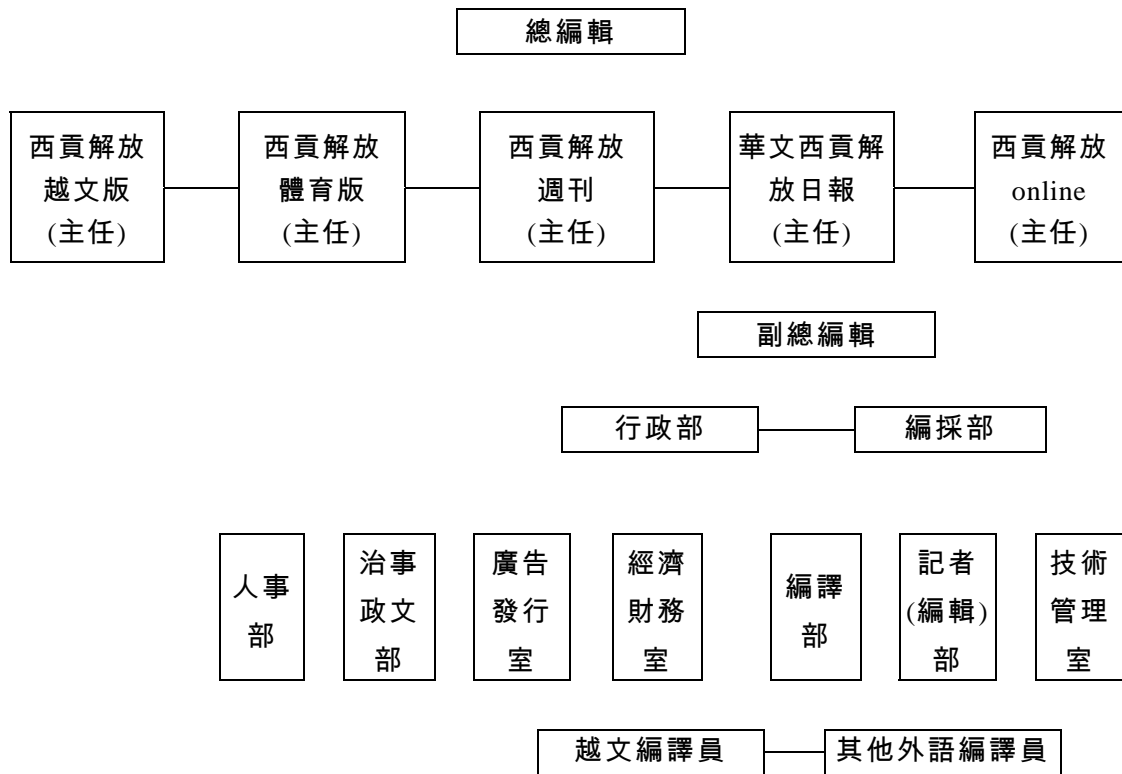 總編輯
西貢解放
越文版
(主任)
西貢解放
體育版
(主任)
西貢解放
週刊
(主任)
華文西貢解
放日報
(主任)
西貢解放
online
(主任)
副總編輯
行政部
編採部
人事
部
治事
政文
部
廣告
發行
室
經濟
財務
室
編譯
部
記者
(編輯)
部
技術
管理
室
越文編譯員
其他外語編譯員